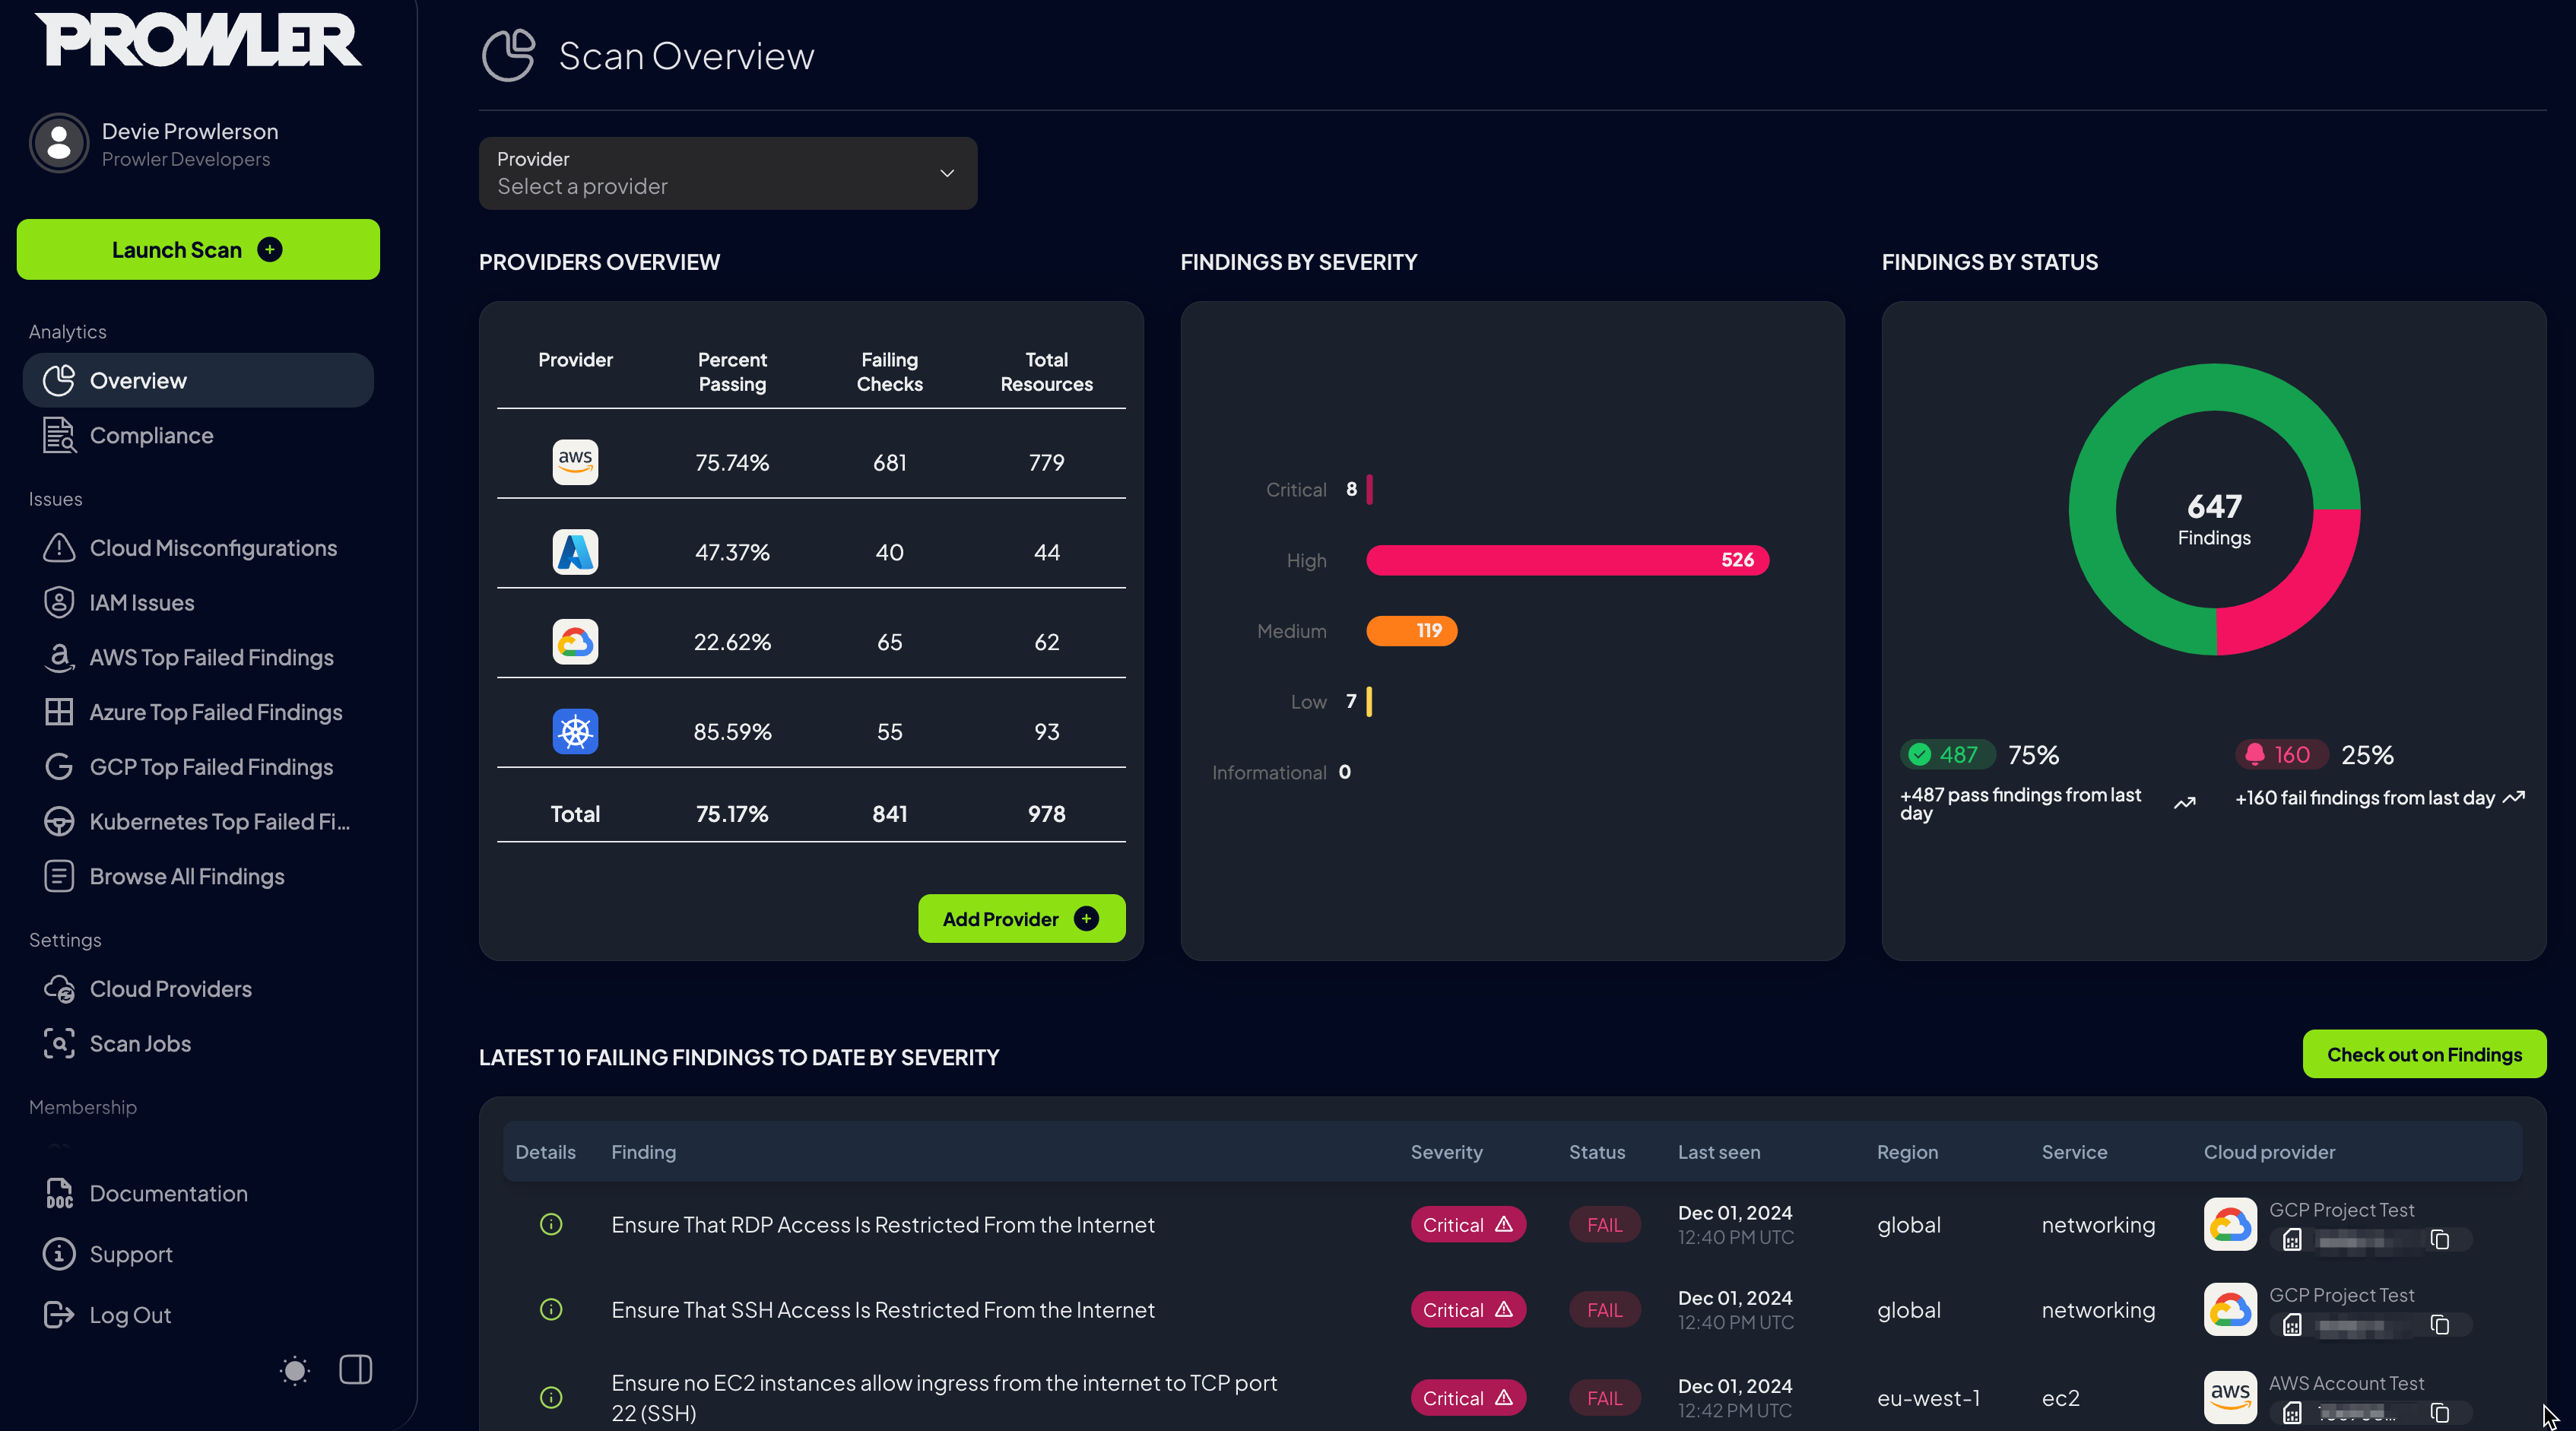 PROWLER
Devie Prowlerson
Prowler Developers
Launch Scan
Analytics
Overview
Compliance
Issues
Cloud Misconfigurations
IAM Issues
AWS Top Failed Findings
Azure Top Failed Findings
GCP Top Failed Findings
Kubernetes Top Failed Fi...
Browse All Findings
Settings
Cloud Providers
Scan Jobs
Membership
Documentation
Support
Log Out
Scan Overview
Provider
Select a provider
PROVIDERS OVERVIEW
Provider Percent Passing Failing Checks Total Resources
aws 75.74% 681 779
47.37% 40 44
22.62% 65 62
85.59% 55 93
Total 75.17% 841 978
Add Provider
FINDINGS BY SEVERITY
Critical 8
High 526
Medium 119
Low 7
Informational 0
FINDINGS BY STATUS
647
Findings
487 75%
+487 pass findings from last
day
160 25%
+160 fail findings from last day
LATEST 10 FAILING FINDINGS TO DATE BY SEVERITY
Check out on Findings
Details Finding Severity Status Last seen Region Service Cloud provider
Ensure That RDP Access Is Restricted From the Internet Critical FAIL Dec 01, 2024 12:40 PM UTC global networking GCP Project Test
Ensure That SSH Access Is Restricted From the Internet Critical FAIL Dec 01, 2024 12:40 PM UTC global networking GCP Project Test
Ensure no EC2 instances allow ingress from the internet to TCP port
22 (SSH) Critical FAIL Dec 01, 2024 12:42 PM UTC eu-west-1 ec2 aws AWS Account Test